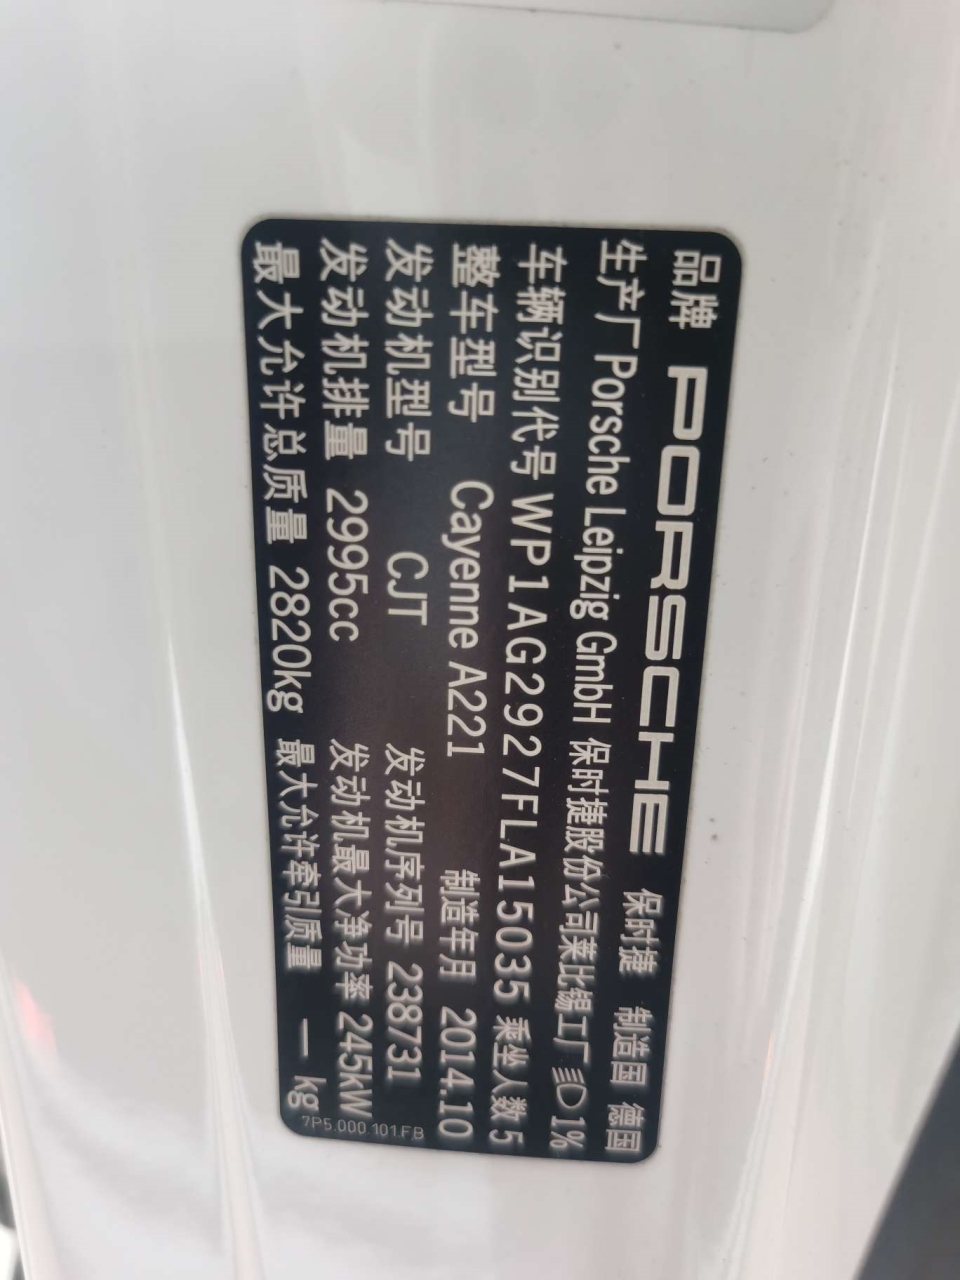 品牌 PORSCHE 保时捷 制造国 德国
生产厂 Porsche Leipzig GmbH 保时捷股份公司莱比锡工厂 1%
车辆识别代号 WP1AG2927FLA15035 乘坐人数 5
整车型号 Cayenne A221 制造年月 2014.10
发动机型号 CJT 发动机序列号 238731
发动机排量 2995cc 发动机最大净功率 245kW
最大允许总质量 2820kg 最大允许牵引质量 — kg
7P5.000.101.F.B